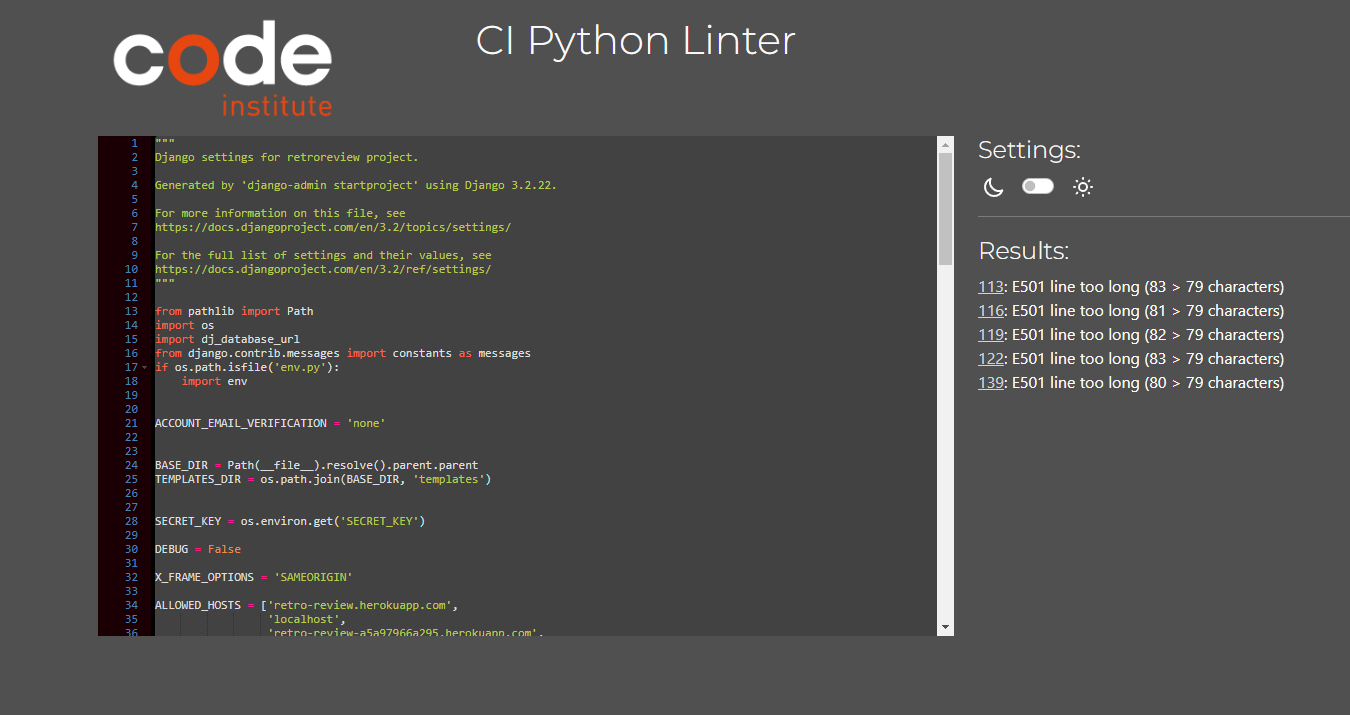 code
institute
CI Python Linter
1 """
2 Django settings for retroreview project.
3
4 Generated by 'django-admin startproject' using Django 3.2.22.
5
6 For more information on this file, see
7 https://docs.djangoproject.com/en/3.2/topics/settings/
8
9 For the full list of settings and their values, see
10 https://docs.djangoproject.com/en/3.2/ref/settings/
11 """
12
13 from pathlib import Path
14 import os
15 import dj_database_url
16 from django.contrib.messages import constants as messages
17 if os.path.isfile('env.py'):
18     import env
19
20
21 ACCOUNT_EMAIL_VERIFICATION = 'none'
22
23
24 BASE_DIR = Path(__file__).resolve().parent.parent
25 TEMPLATES_DIR = os.path.join(BASE_DIR, 'templates')
26
27
28 SECRET_KEY = os.environ.get('SECRET_KEY')
29
30 DEBUG = False
31
32 X_FRAME_OPTIONS = 'SAMEORIGIN'
33
34 ALLOWED_HOSTS = ['retro-review.herokuapp.com',
35                  'localhost',
36                  'retro-review-a5a97966a295.herokuapp.com',
Settings:
Results:
113: E501 line too long (83 > 79 characters)
116: E501 line too long (81 > 79 characters)
119: E501 line too long (82 > 79 characters)
122: E501 line too long (83 > 79 characters)
139: E501 line too long (80 > 79 characters)